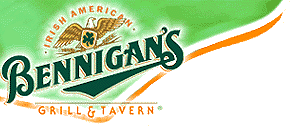 · IRISH AMERICAN ·
BENNIGAN'S
GRILL & TAVERN®